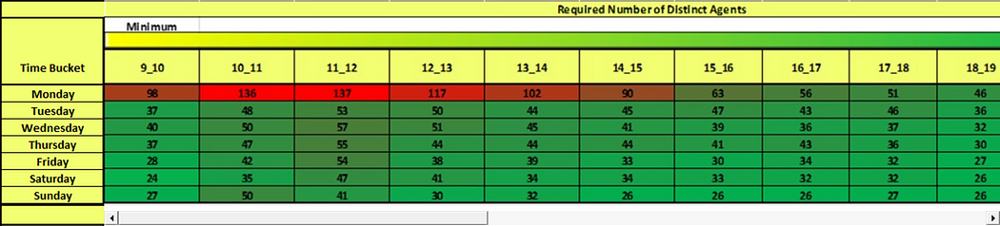 Required Number of Distinct Agents
Minimum
Time Bucket 9_10 10_11 11_12 12_13 13_14 14_15 15_16 16_17 17_18 18_19
Monday 98 136 137 117 102 90 63 56 51 46
Tuesday 37 48 53 50 44 45 47 43 46 36
Wednesday 40 50 57 51 45 41 39 36 37 32
Thursday 37 47 55 44 44 44 41 43 36 30
Friday 28 42 54 38 39 33 30 34 32 27
Saturday 24 35 47 41 34 34 33 32 32 26
Sunday 27 50 41 30 32 26 26 26 27 26